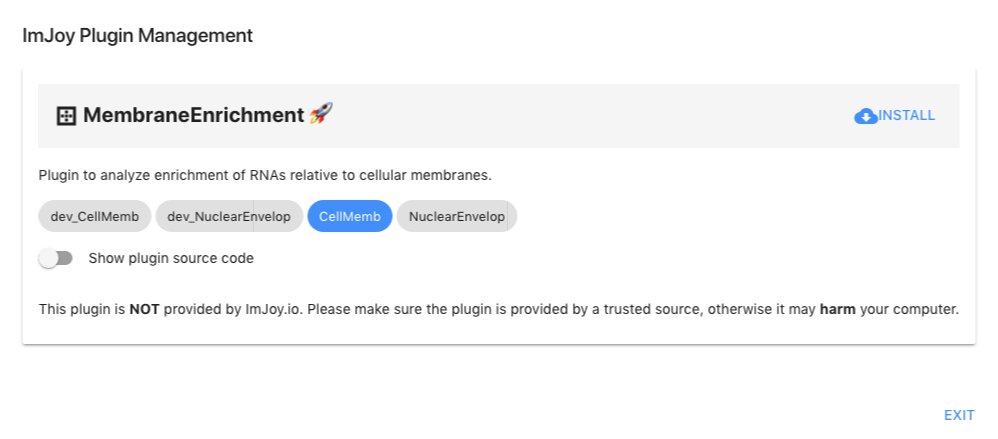 ImJoy Plugin Management
MembraneEnrichment 🚀
INSTALL
Plugin to analyze enrichment of RNAs relative to cellular membranes.
dev_CellMemb dev_NuclearEnvelop CellMemb NuclearEnvelop
Show plugin source code
This plugin is NOT provided by ImJoy.io. Please make sure the plugin is provided by a trusted source, otherwise it may harm your computer.
EXIT